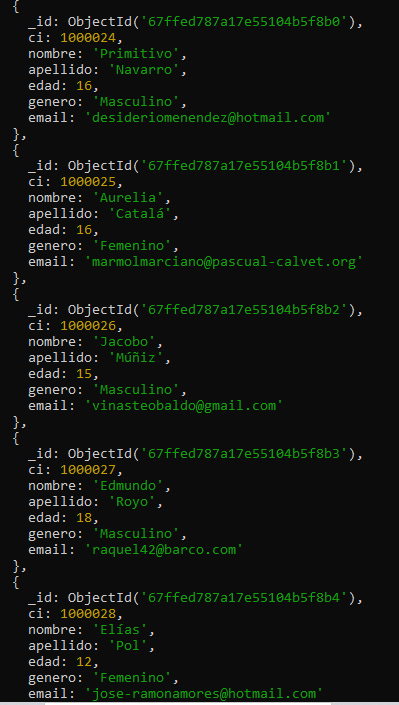 {
_id: ObjectId('67ffed787a17e55104b5f8b0'),
ci: 1000024,
nombre: 'Primitivo',
apellido: 'Navarro',
edad: 16,
genero: 'Masculino',
email: 'desideriomenendez@hotmail.com'
},
{
_id: ObjectId('67ffed787a17e55104b5f8b1'),
ci: 1000025,
nombre: 'Aurelia',
apellido: 'Catalá',
edad: 16,
genero: 'Femenino',
email: 'marmolmarciano@pascual-calvet.org'
},
{
_id: ObjectId('67ffed787a17e55104b5f8b2'),
ci: 1000026,
nombre: 'Jacobo',
apellido: 'Múñiz',
edad: 15,
genero: 'Masculino',
email: 'vinasteobaldo@gmail.com'
},
{
_id: ObjectId('67ffed787a17e55104b5f8b3'),
ci: 1000027,
nombre: 'Edmundo',
apellido: 'Royo',
edad: 18,
genero: 'Masculino',
email: 'raquel42@barco.com'
},
{
_id: ObjectId('67ffed787a17e55104b5f8b4'),
ci: 1000028,
nombre: 'Elías',
apellido: 'Pol',
edad: 12,
genero: 'Femenino',
email: 'jose-ramonamores@hotmail.com'